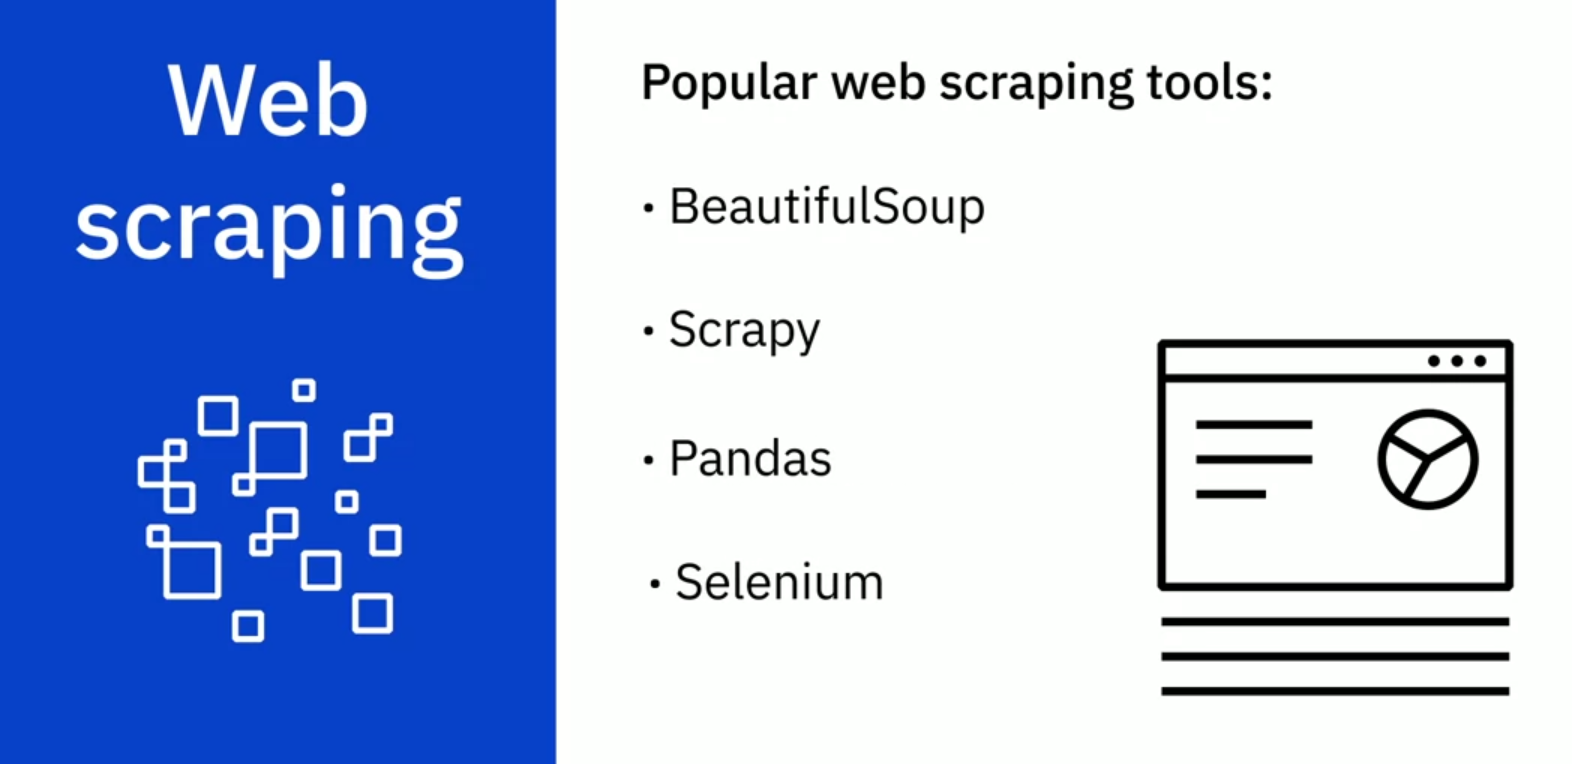 Web
scraping
Popular web scraping tools:
• BeautifulSoup
• Scrapy
• Pandas
• Selenium